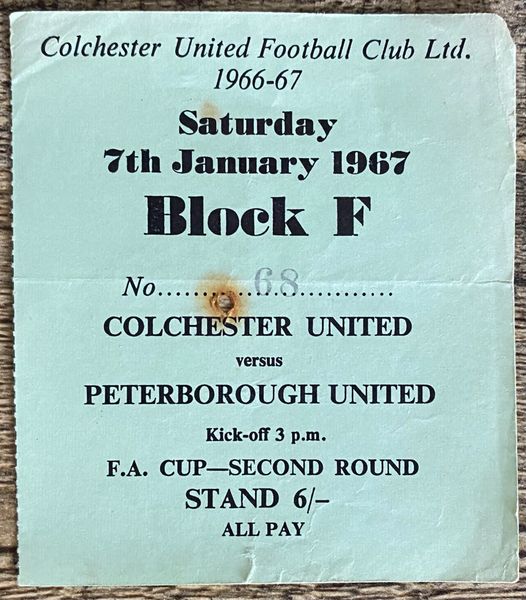 Colchester United Football Club Ltd.
1966-67
Saturday
7th January 1967
Block F
No..........68..............
COLCHESTER UNITED
versus
PETERBOROUGH UNITED
Kick-off 3 p.m.
F.A. CUP—SECOND ROUND
STAND 6/–
ALL PAY